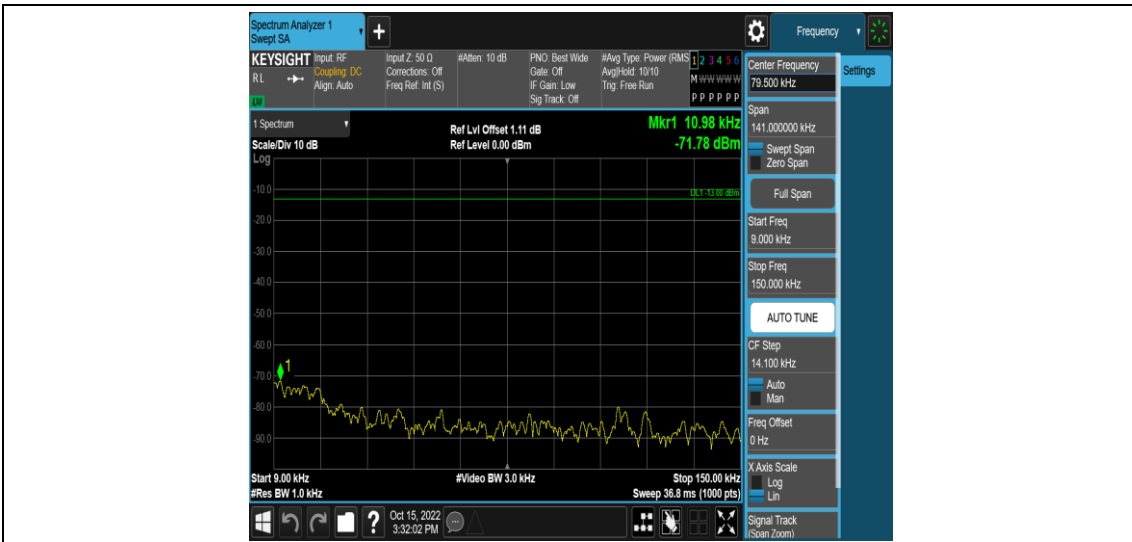 Spectrum Analyzer 1
Swept SA
+
Frequency
KEYSIGHT
RL
Input: RF
Coupling: DC
Align: Auto
Input Z: 50 Ω
Corrections: Off
Freq Ref: Int (S)
#Atten: 10 dB
PNO: Best Wide
Gate: Off
IF Gain: Low
Sig Track: Off
#Avg Type: Power (RMS
Avg|Hold: 10/10
Trig: Free Run
1 2 3 4 5 6
M W W W W W
P P P P P P
1 Spectrum
Scale/Div 10 dB
Log
Ref Lvl Offset 1.11 dB
Ref Level 0.00 dBm
Mkr1 10.98 kHz
-71.78 dBm
DL1 -13.00 dBm
-10.0
-20.0
-30.0
-40.0
-50.0
-60.0
-70.0
-80.0
-90.0
1
Start 9.00 kHz
#Res BW 1.0 kHz
#Video BW 3.0 kHz
Stop 150.00 kHz
Sweep 36.8 ms (1000 pts)
Oct 15, 2022
3:32:02 PM
?
Center Frequency
79.500 kHz
Settings
Span
141.000000 kHz
Swept Span
Zero Span
Full Span
Start Freq
9.000 kHz
Stop Freq
150.000 kHz
AUTO TUNE
CF Step
14.100 kHz
Auto
Man
Freq Offset
0 Hz
X Axis Scale
Log
Lin
Signal Track
(Span Zoom)